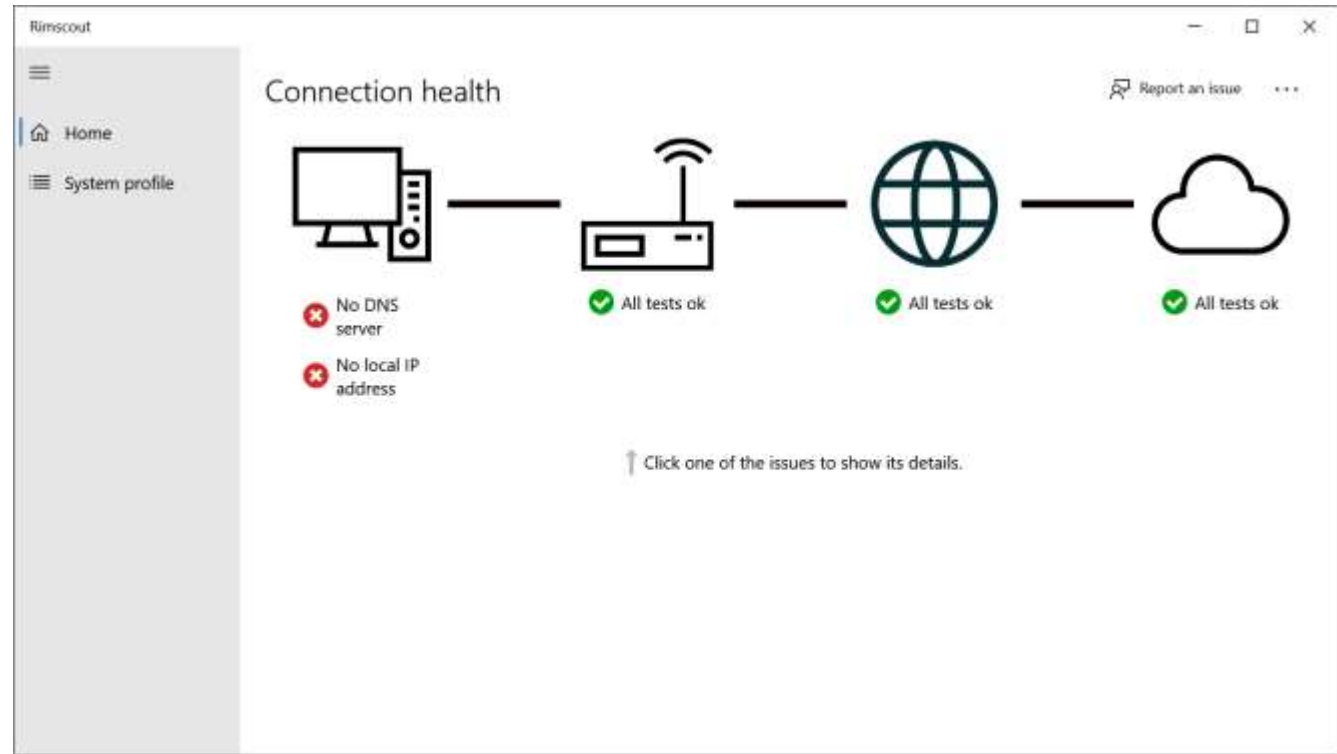 Rimscout
Connection health
Report an issue
Home
System profile
No DNS
server
No local IP
address
All tests ok
All tests ok
All tests ok
Click one of the issues to show its details.